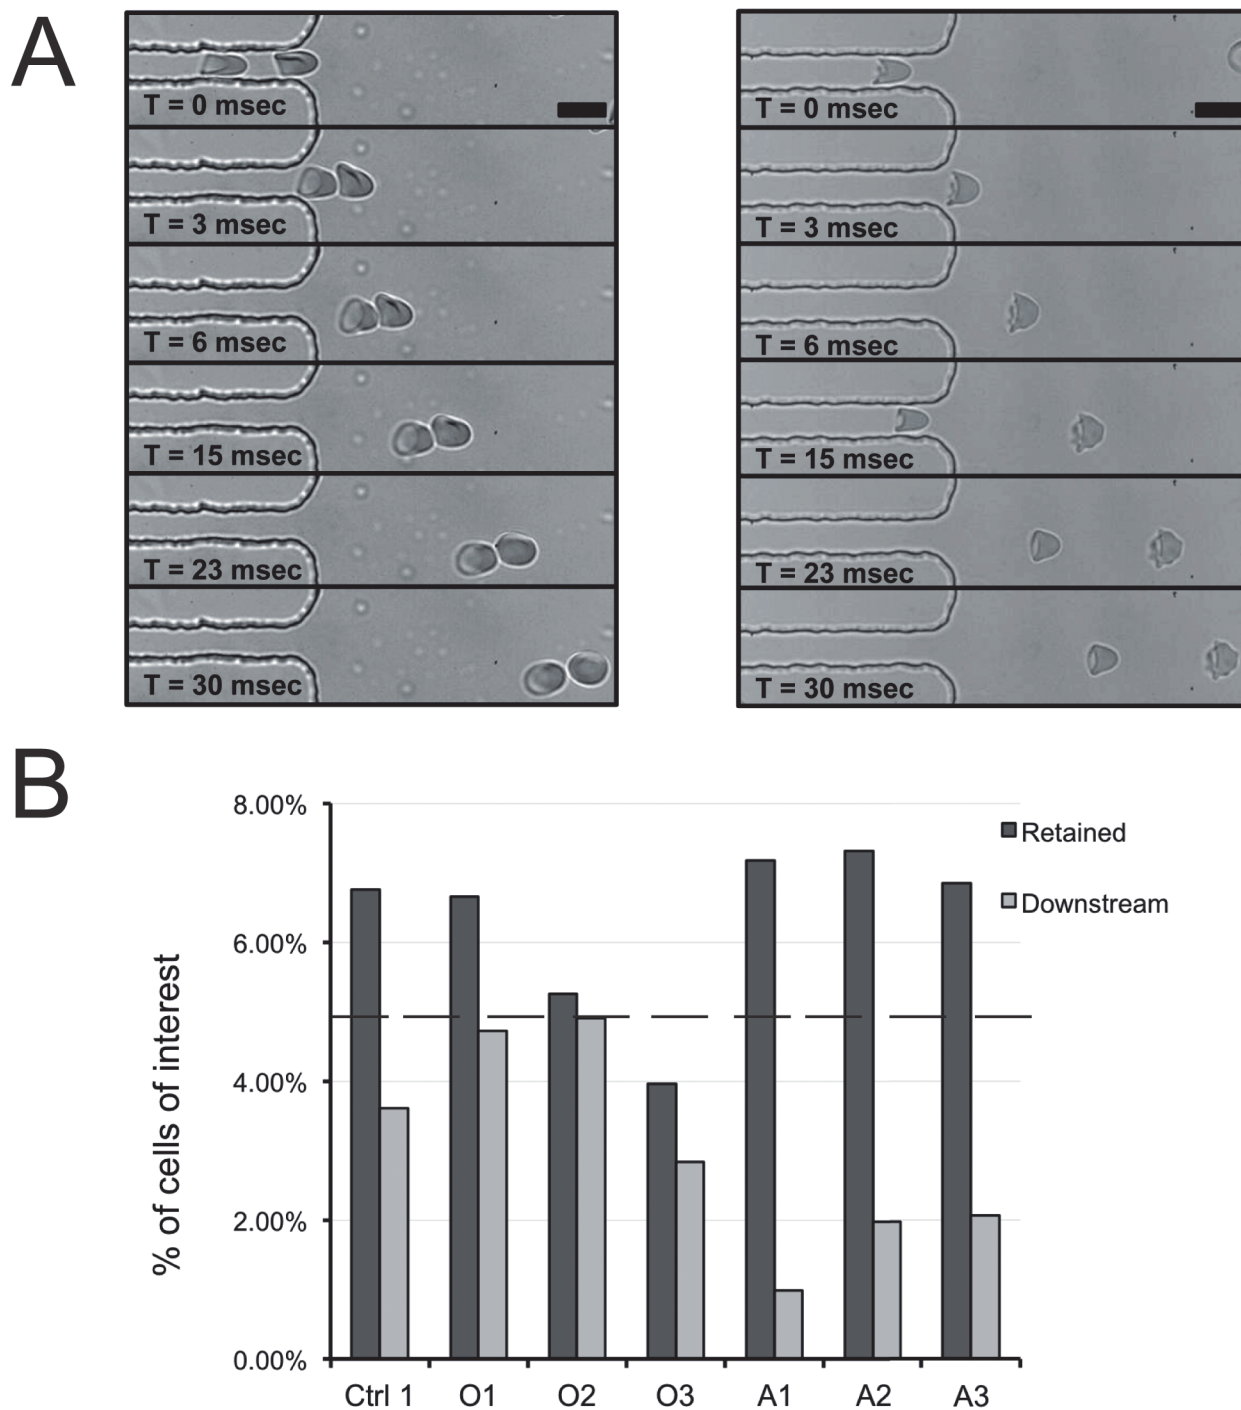 A
T = 0 msec
T = 3 msec
T = 6 msec
T = 15 msec
T = 23 msec
T = 30 msec
T = 0 msec
T = 3 msec
T = 6 msec
T = 15 msec
T = 23 msec
T = 30 msec
B
% of cells of interest
8.00%
6.00%
4.00%
2.00%
0.00%
Retained
Downstream
Ctrl 1 O1 O2 O3 A1 A2 A3